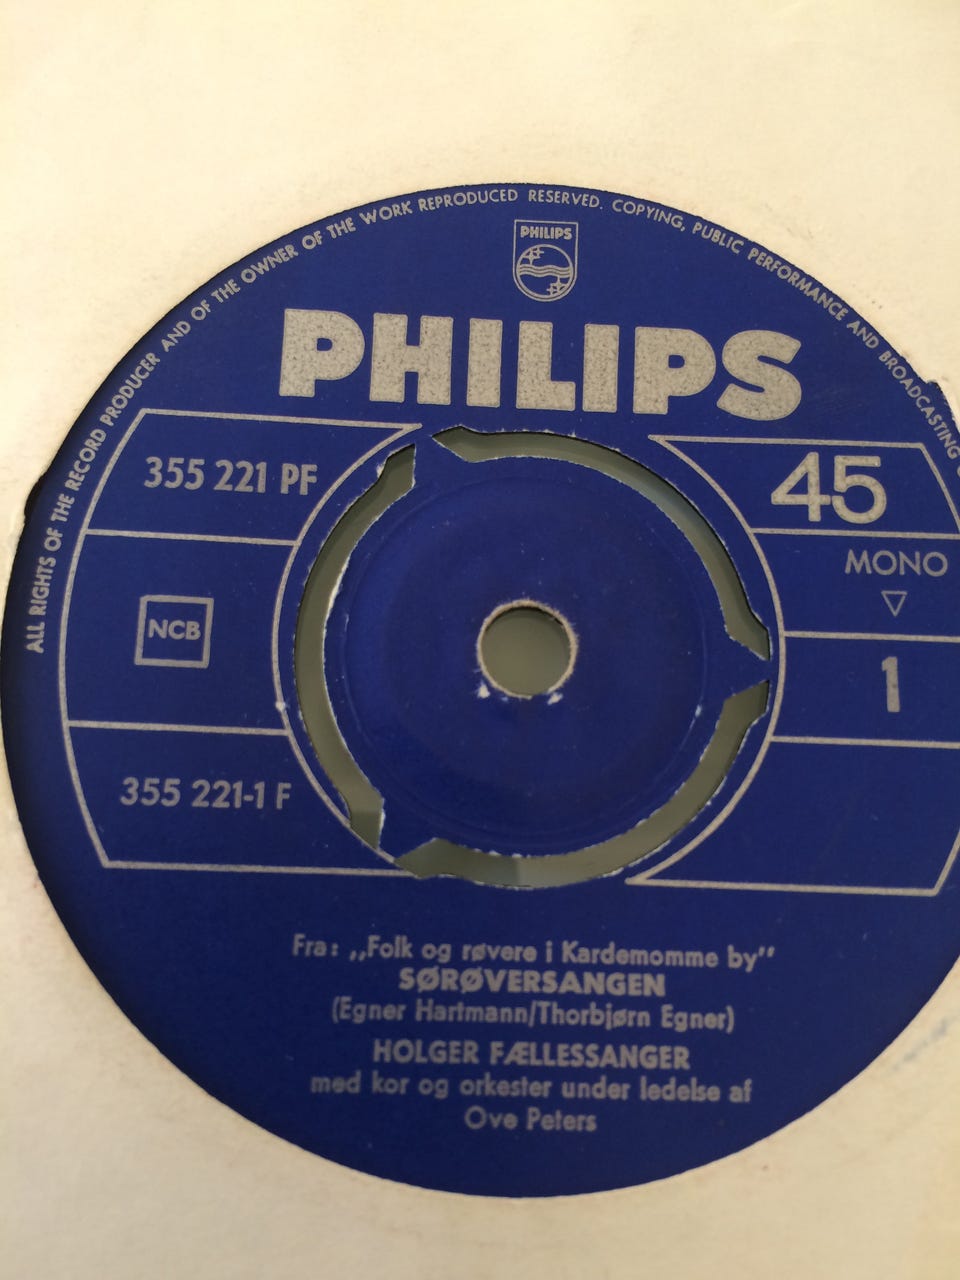 ALL RIGHTS OF THE RECORD PRODUCER AND OF THE OWNER OF THE WORK REPRODUCED RESERVED. COPYING, PUBLIC PERFORMANCE AND BROADCASTING
PHILIPS
PHILIPS
355 221 PF
45
MONO
NCB
1
355 221-1 F
Fra: „Folk og røvere i Kardemomme by”
SØRØVERSANGEN
(Egner Hartmann/Thorbjørn Egner)
HOLGER FÆLLESSANGER
med kor og orkester under ledelse af
Ove Peters